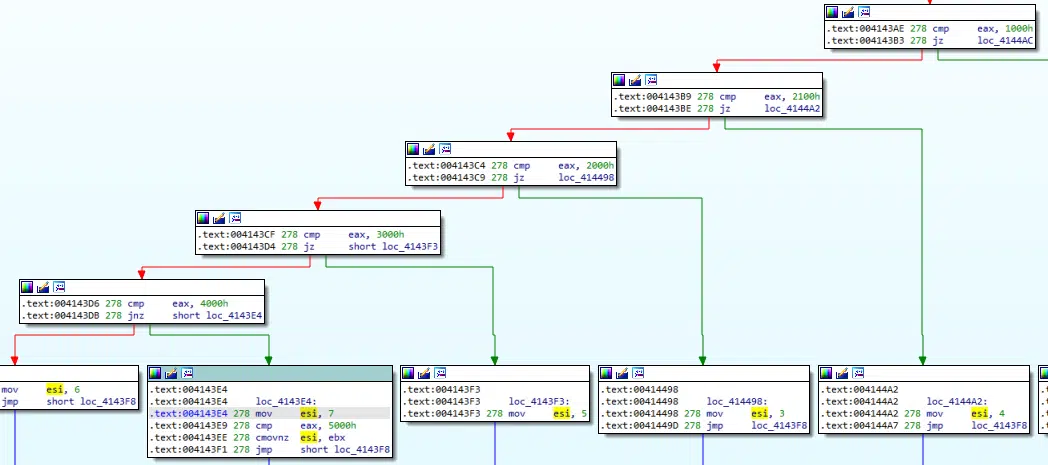 .text:004143AE 278 cmp eax, 1000h
.text:004143B3 278 jz loc_4144AC
.text:004143B9 278 cmp eax, 2100h
.text:004143BE 278 jz loc_4144A2
.text:004143C4 278 cmp eax, 2000h
.text:004143C9 278 jz loc_414498
.text:004143CF 278 cmp eax, 3000h
.text:004143D4 278 jz short loc_4143F3
.text:004143D6 278 cmp eax, 4000h
.text:004143DB 278 jnz short loc_4143E4
mov esi, 6
jmp short loc_4143F8
.text:004143E4
.text:004143E4 loc_4143E4:
.text:004143E4 278 mov esi, 7
.text:004143E9 278 cmp eax, 5000h
.text:004143EE 278 cmovnz esi, ebx
.text:004143F1 278 jmp short loc_4143F8
.text:004143F3
.text:004143F3 loc_4143F3:
.text:004143F3 278 mov esi, 5
.text:00414498
.text:00414498 loc_414498:
.text:00414498 278 mov esi, 3
.text:0041449D 278 jmp loc_4143F8
.text:004144A2
.text:004144A2 loc_4144A2:
.text:004144A2 278 mov esi, 4
.text:004144A7 278 jmp loc_4143F8